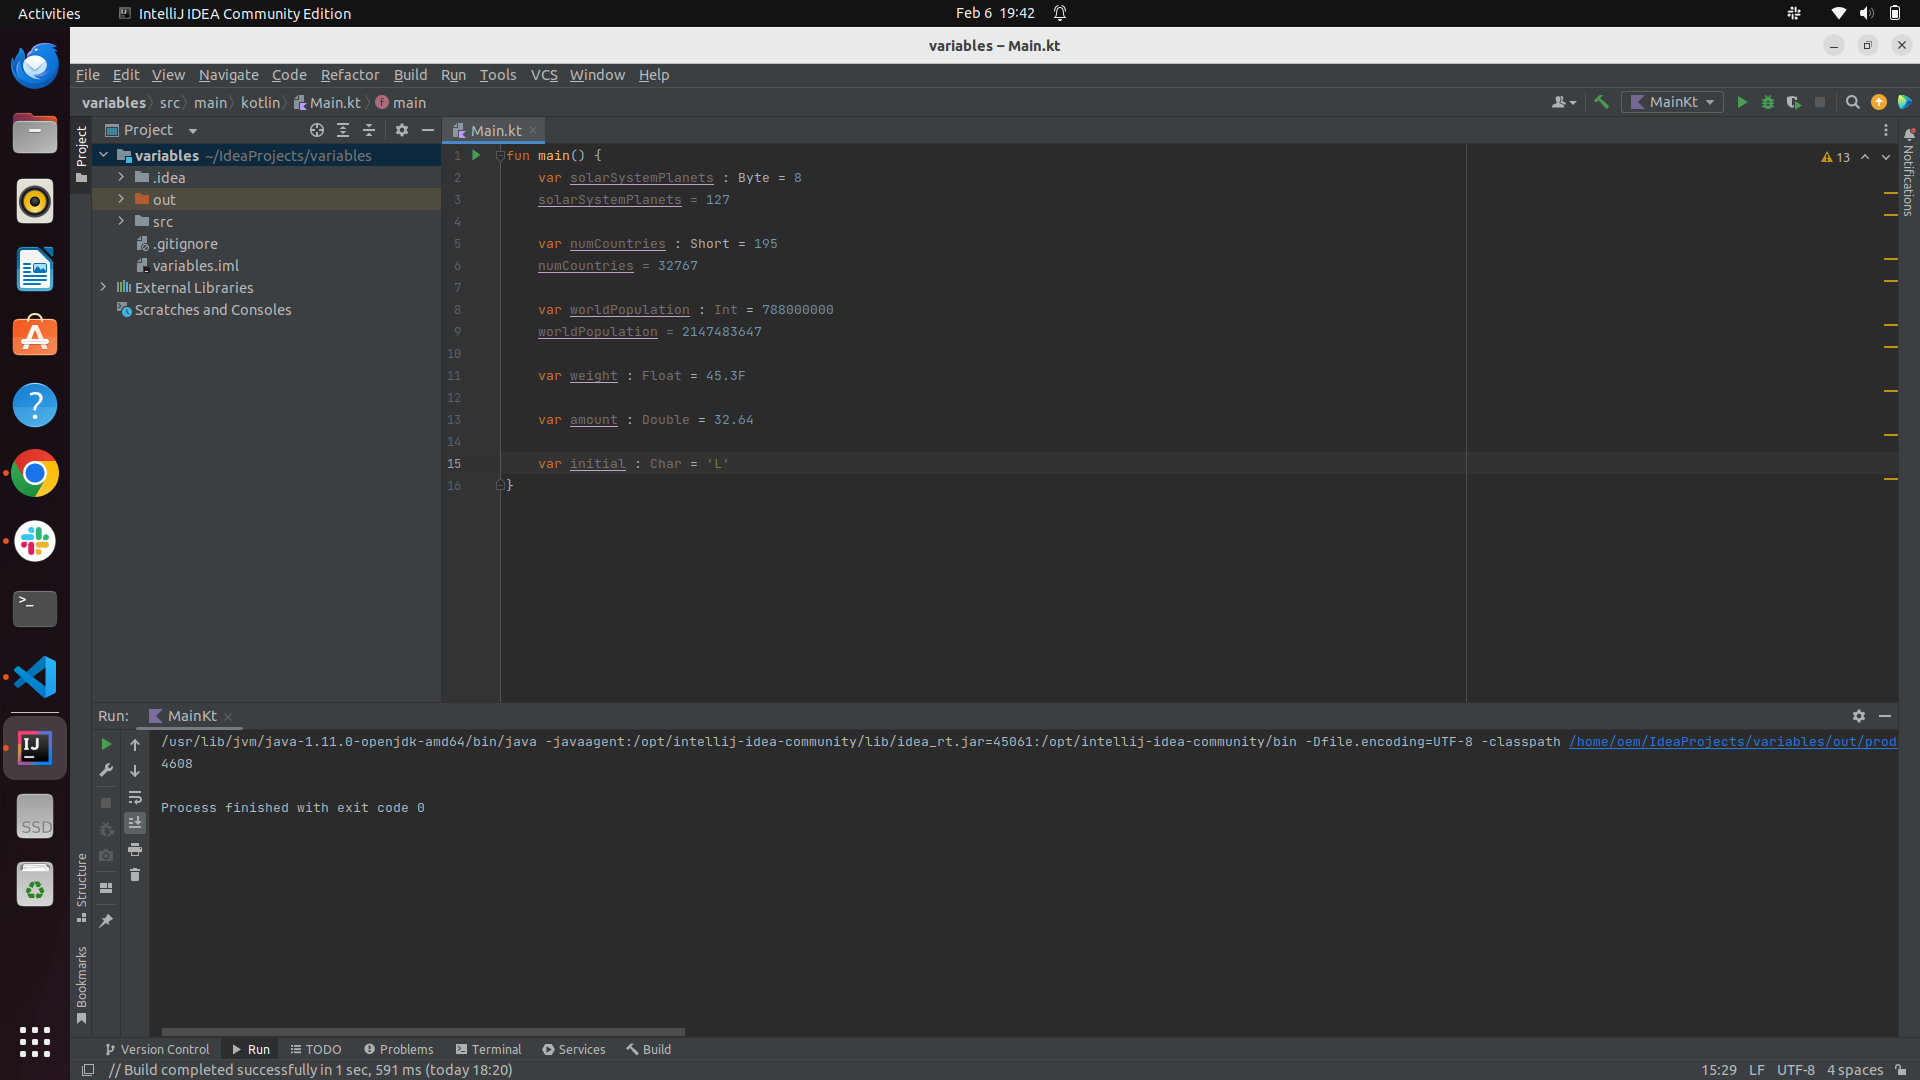 Activities
IntelliJ IDEA Community Edition
Feb 6 19:42
variables – Main.kt
File Edit View Navigate Code Refactor Build Run Tools VCS Window Help
variables src main kotlin Main.kt main
MainKt
Project
Project
Main.kt
variables ~/IdeaProjects/variables
.idea
out
src
.gitignore
variables.iml
External Libraries
Scratches and Consoles
1 fun main() {
2 var solarSystemPlanets : Byte = 8
3 solarSystemPlanets = 127
4
5 var numCountries : Short = 195
6 numCountries = 32767
7
8 var worldPopulation : Int = 788000000
9 worldPopulation = 2147483647
10
11 var weight : Float = 45.3F
12
13 var amount : Double = 32.64
14
15 var initial : Char = 'L'
16 }
13
Notifications
Run: MainKt
/usr/lib/jvm/java-1.11.0-openjdk-amd64/bin/java -javaagent:/opt/intellij-idea-community/lib/idea_rt.jar=45061:/opt/intellij-idea-community/bin -Dfile.encoding=UTF-8 -classpath /home/oem/IdeaProjects/variables/out/prod
4608
Process finished with exit code 0
Structure
Bookmarks
SSD
Version Control Run TODO Problems Terminal Services Build
// Build completed successfully in 1 sec, 591 ms (today 18:20)
15:29 LF UTF-8 4 spaces